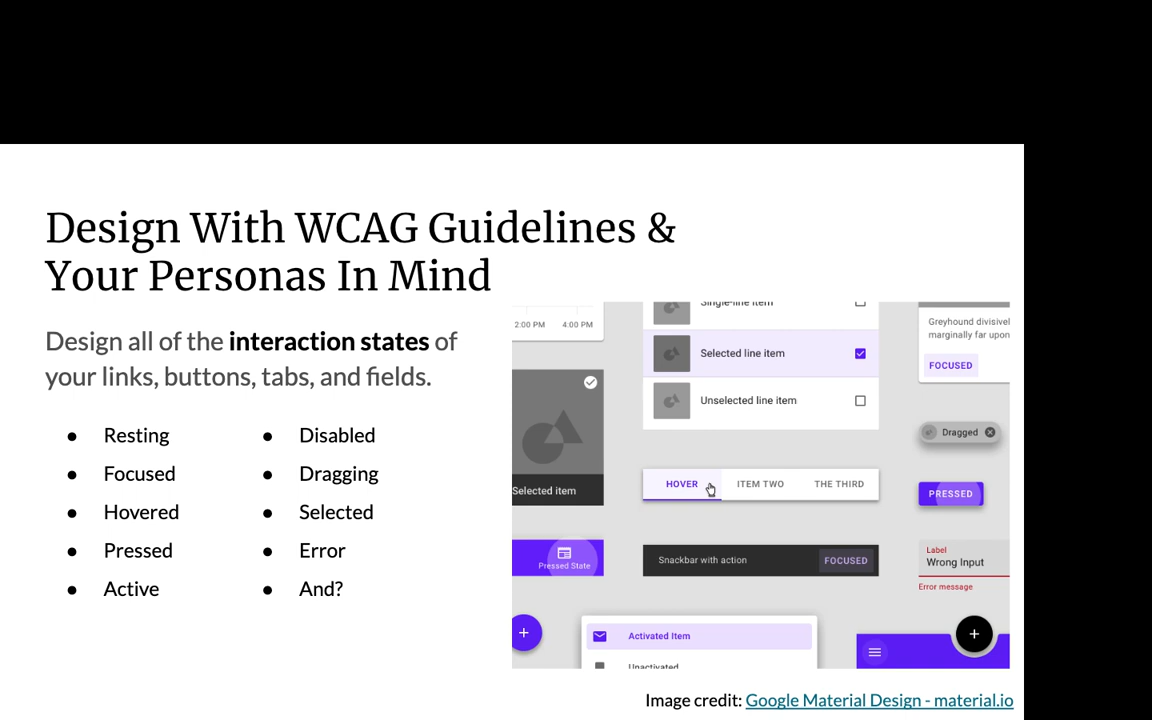 Design With WCAG Guidelines &
Your Personas In Mind
Design all of the interaction states of
your links, buttons, tabs, and fields.
● Resting
● Focused
● Hovered
● Pressed
● Active
● Disabled
● Dragging
● Selected
● Error
● And?
2:00 PM 4:00 PM
Selected item
Pressed State
+
Single-line item
Selected line item
Unselected line item
HOVER ITEM TWO THE THIRD
Snackbar with action FOCUSED
Activated Item
Unactivated
Greyhound divisivel
marginally far upon
FOCUSED
Dragged
PRESSED
Label
Wrong Input
Error message
+
Image credit: Google Material Design - material.io